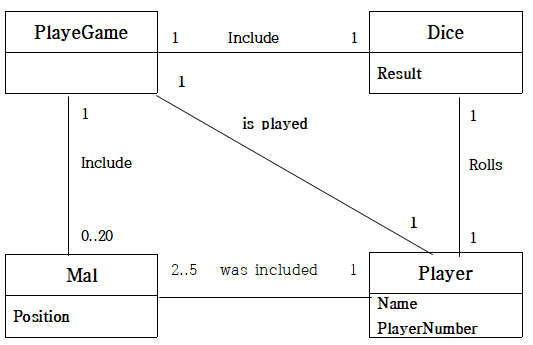 PlayeGame
Dice
1 Include 1
Result
1
is played
1
Include
1
Rolls
0..20
1
1
Mal
2..5 was included 1
Player
Position
Name
PlayerNumber